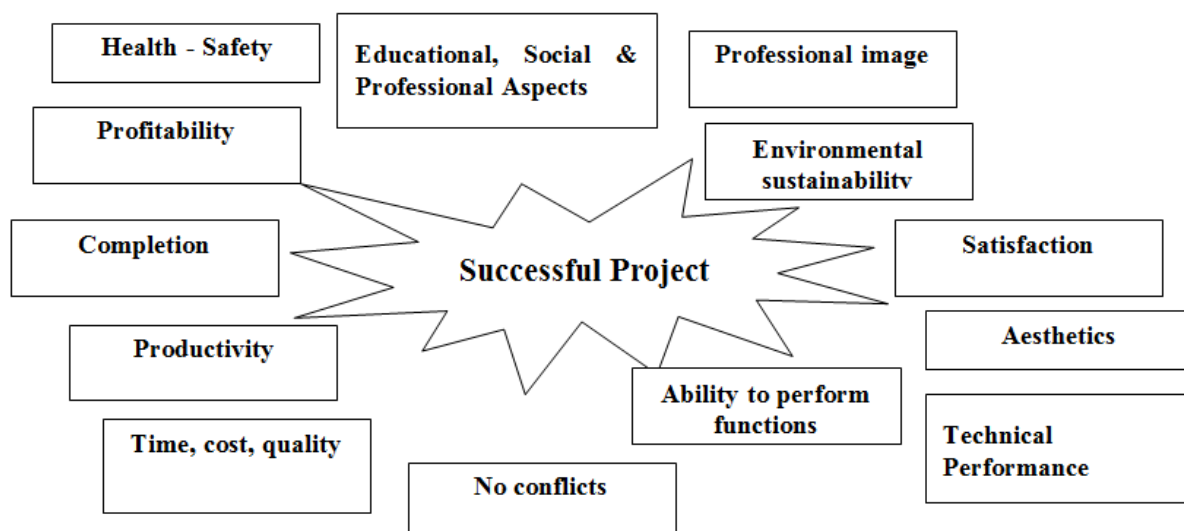 Health - Safety
Educational, Social &
Professional Aspects
Professional image
Profitability
Environmental
sustainability
Completion
Successful Project
Satisfaction
Productivity
Aesthetics
Ability to perform
functions
Time, cost, quality
Technical
Performance
No conflicts